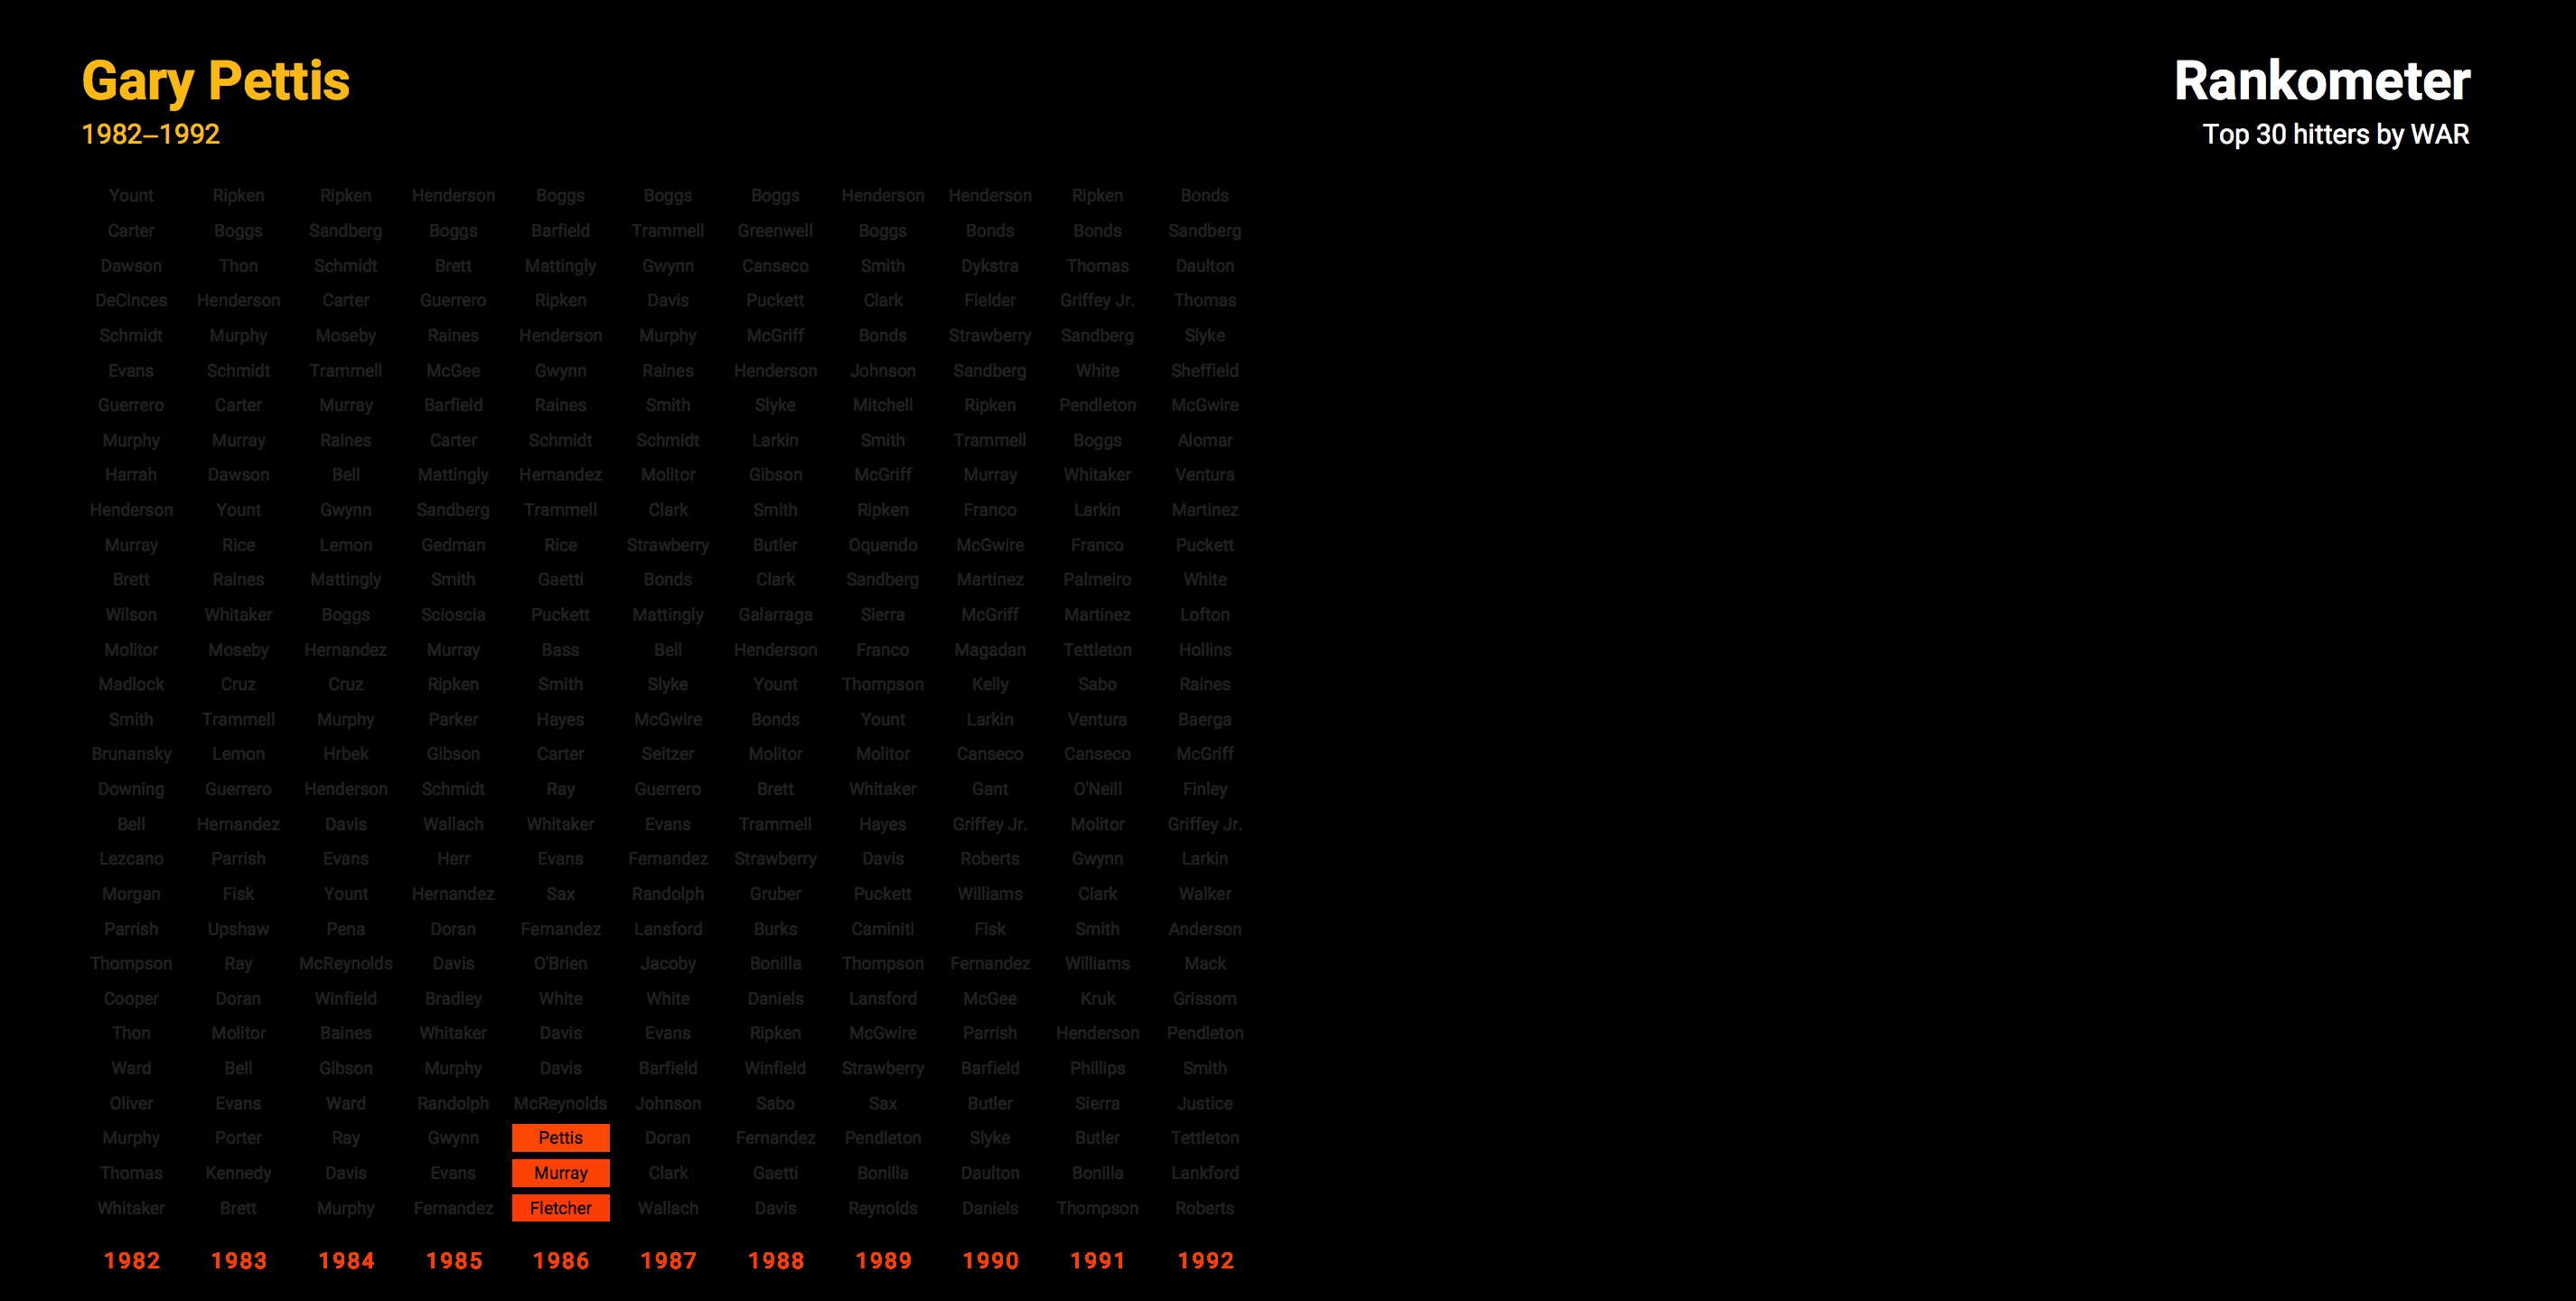 Gary Pettis
1982–1992
Rankometer
Top 30 hitters by WAR
Yount Ripken Ripken Henderson Boggs Boggs Boggs Henderson Henderson Ripken Bonds
Carter Boggs Sandberg Boggs Barfield Trammell Greenwell Boggs Bonds Bonds Sandberg
Dawson Thon Schmidt Brett Mattingly Gwynn Canseco Smith Dykstra Thomas Daulton
DeCinces Henderson Carter Guerrero Ripken Davis Puckett Clark Fielder Griffey Jr. Thomas
Schmidt Murphy Moseby Raines Henderson Murphy McGriff Bonds Strawberry Sandberg Slyke
Evans Schmidt Trammell McGee Gwynn Raines Henderson Johnson Sandberg White Sheffield
Guerrero Carter Murray Barfield Raines Smith Slyke Mitchell Ripken Pendleton McGwire
Murphy Murray Raines Carter Schmidt Schmidt Larkin Smith Trammell Boggs Alomar
Harrah Dawson Bell Mattingly Hernandez Molitor Gibson McGriff Murray Whitaker Ventura
Henderson Yount Gwynn Sandberg Trammell Clark Smith Ripken Franco Larkin Martinez
Murray Rice Lemon Gedman Rice Strawberry Butler Oquendo McGwire Franco Puckett
Brett Raines Mattingly Smith Gaetti Bonds Clark Sandberg Martinez Palmeiro White
Wilson Whitaker Boggs Scioscia Puckett Mattingly Galarraga Sierra McGriff Martinez Lofton
Molitor Moseby Hernandez Murray Bass Bell Henderson Franco Magadan Tettleton Hollins
Madlock Cruz Cruz Ripken Smith Slyke Yount Thompson Kelly Sabo Raines
Smith Trammell Murphy Parker Hayes McGwire Bonds Yount Larkin Ventura Baerga
Brunansky Lemon Hrbek Gibson Carter Seitzer Molitor Molitor Canseco Canseco McGriff
Downing Guerrero Henderson Schmidt Ray Guerrero Brett Whitaker Gant O'Neill Finley
Bell Hernandez Davis Wallach Whitaker Evans Trammell Hayes Griffey Jr. Molitor Griffey Jr.
Lezcano Parrish Evans Herr Evans Fernandez Strawberry Davis Roberts Gwynn Larkin
Morgan Fisk Yount Hernandez Sax Randolph Gruber Puckett Williams Clark Walker
Parrish Upshaw Pena Doran Fernandez Lansford Burks Caminiti Fisk Smith Anderson
Thompson Ray McReynolds Davis O'Brien Jacoby Bonilla Thompson Fernandez Williams Mack
Cooper Doran Winfield Bradley White White Daniels Lansford McGee Kruk Grissom
Thon Molitor Baines Whitaker Davis Evans Ripken McGwire Parrish Henderson Pendleton
Ward Bell Gibson Murphy Davis Barfield Winfield Strawberry Barfield Phillips Smith
Oliver Evans Ward Randolph McReynolds Johnson Sabo Sax Butler Sierra Justice
Murphy Porter Ray Gwynn Pettis Doran Fernandez Pendleton Slyke Butler Tettleton
Thomas Kennedy Davis Evans Murray Clark Gaetti Bonilla Daulton Bonilla Lankford
Whitaker Brett Murphy Fernandez Fletcher Wallach Davis Reynolds Daniels Thompson Roberts
1982 1983 1984 1985 1986 1987 1988 1989 1990 1991 1992